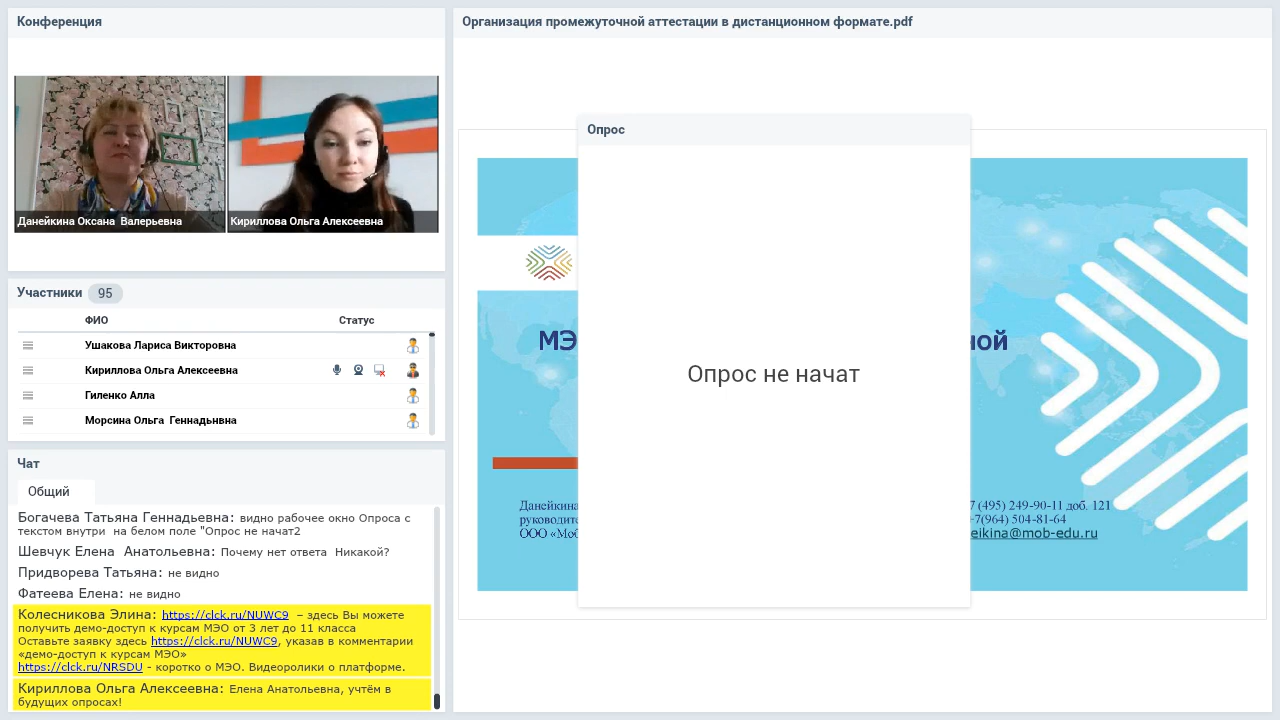 Конференция
Данейкина Оксана  Валерьевна
Кириллова Ольга Алексеевна
Участники 95
ФИО Статус
Ушакова Лариса Викторовна
Кириллова Ольга Алексеевна
Гиленко Алла
Морсина Ольга  Геннадьнвна
Чат
Общий
Богачева Татьяна Геннадьевна: видно рабочее окно Опроса с
текстом внутри  на белом поле "Опрос не начат2
Шевчук Елена  Анатольевна: Почему нет ответа  Никакой?
Придворева Татьяна: не видно
Фатеева Елена: не видно
Колесникова Элина: https://clck.ru/NUWC9  – здесь Вы можете
получить демо-доступ к курсам МЭО от 3 лет до 11 класса
Оставьте заявку здесь https://clck.ru/NUWC9, указав в комментарии
«демо-доступ к курсам МЭО»
https://clck.ru/NRSDU - коротко о МЭО. Видеоролики о платформе.
Кириллова Ольга Алексеевна: Елена Анатольевна, учтём в
будущих опросах!
Организация промежуточной аттестации в дистанционном формате.pdf
Опрос
Опрос не начат
МЭ ной
Данейкина 7 (495) 249-90-11 доб. 121
руководите +7(964) 504-81-64
ООО «Моб eikina@mob-edu.ru